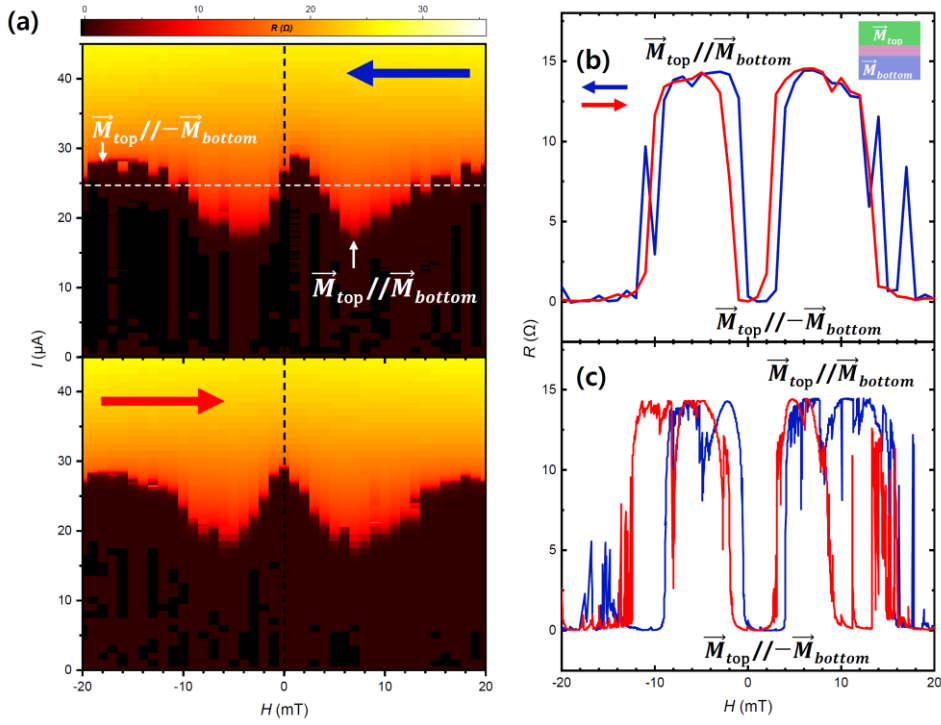 (a)
0 10 20 30
R (Ω)
40
30
20
10
0
M⃗top//−M⃗bottom
M⃗top//M⃗bottom
I (μA)
40
30
20
10
0
-20 -10 0 10 20
H (mT)
(b)
M⃗top//M⃗bottom
M⃗top
M⃗bottom
15
10
5
0
M⃗top//−M⃗bottom
R (Ω)
(c)
M⃗top//M⃗bottom
15
10
5
0
M⃗top//−M⃗bottom
-20 -10 0 10 20
H (mT)